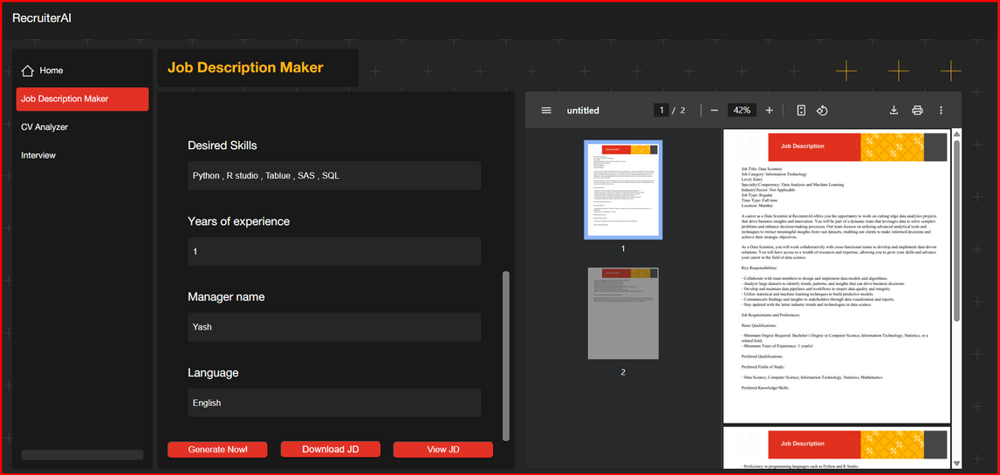 RecruiterAI
Home
Job Description Maker
CV Analyzer
Interview
Job Description Maker
Desired Skills
Python , R studio , Tablue , SAS , SQL
Years of experience
1
Manager name
Yash
Language
English
Generate Now!
Download JD
View JD
untitled
1 / 2
42%
1
2
Job Description
Job Title: Data Scientist
Job Category: Information Technology
Level: Entry
Specialty/Competency: Data Analysis and Machine Learning
Industry/Sector: Not Applicable
Job Type: Regular
Time Type: Full time
Location: Mumbai
A career as a Data Scientist at RecruiterAI offers you the opportunity to work on cutting-edge data analytics projects
that drive business insights and innovation. You will be part of a dynamic team that leverages data to solve complex
problems and enhance decision-making processes. Our team focuses on utilizing advanced analytical tools and
techniques to extract meaningful insights from vast datasets, enabling our clients to make informed decisions and
achieve their strategic objectives.
As a Data Scientist, you will work collaboratively with cross-functional teams to develop and implement data-driven
solutions. You will have access to a wealth of resources and expertise, allowing you to grow your skills and advance
your career in the field of data science.
Key Responsibilities:
- Collaborate with team members to design and implement data models and algorithms.
- Analyze large datasets to identify trends, patterns, and insights that can drive business decisions.
- Develop and maintain data pipelines and workflows to ensure data quality and integrity.
- Utilize statistical and machine learning techniques to build predictive models.
- Communicate findings and insights to stakeholders through data visualization and reports.
- Stay updated with the latest industry trends and technologies in data science.
Job Requirements and Preferences:
Basic Qualifications:
- Minimum Degree Required: Bachelor's Degree in Computer Science, Information Technology, Statistics, or a
related field.
- Minimum Years of Experience: 1 year(s)
Preferred Qualifications:
Preferred Fields of Study:
- Data Science, Computer Science, Information Technology, Statistics, Mathematics
Preferred Knowledge/Skills:
Job Description
- Proficiency in programming languages such as Python and R Studio.